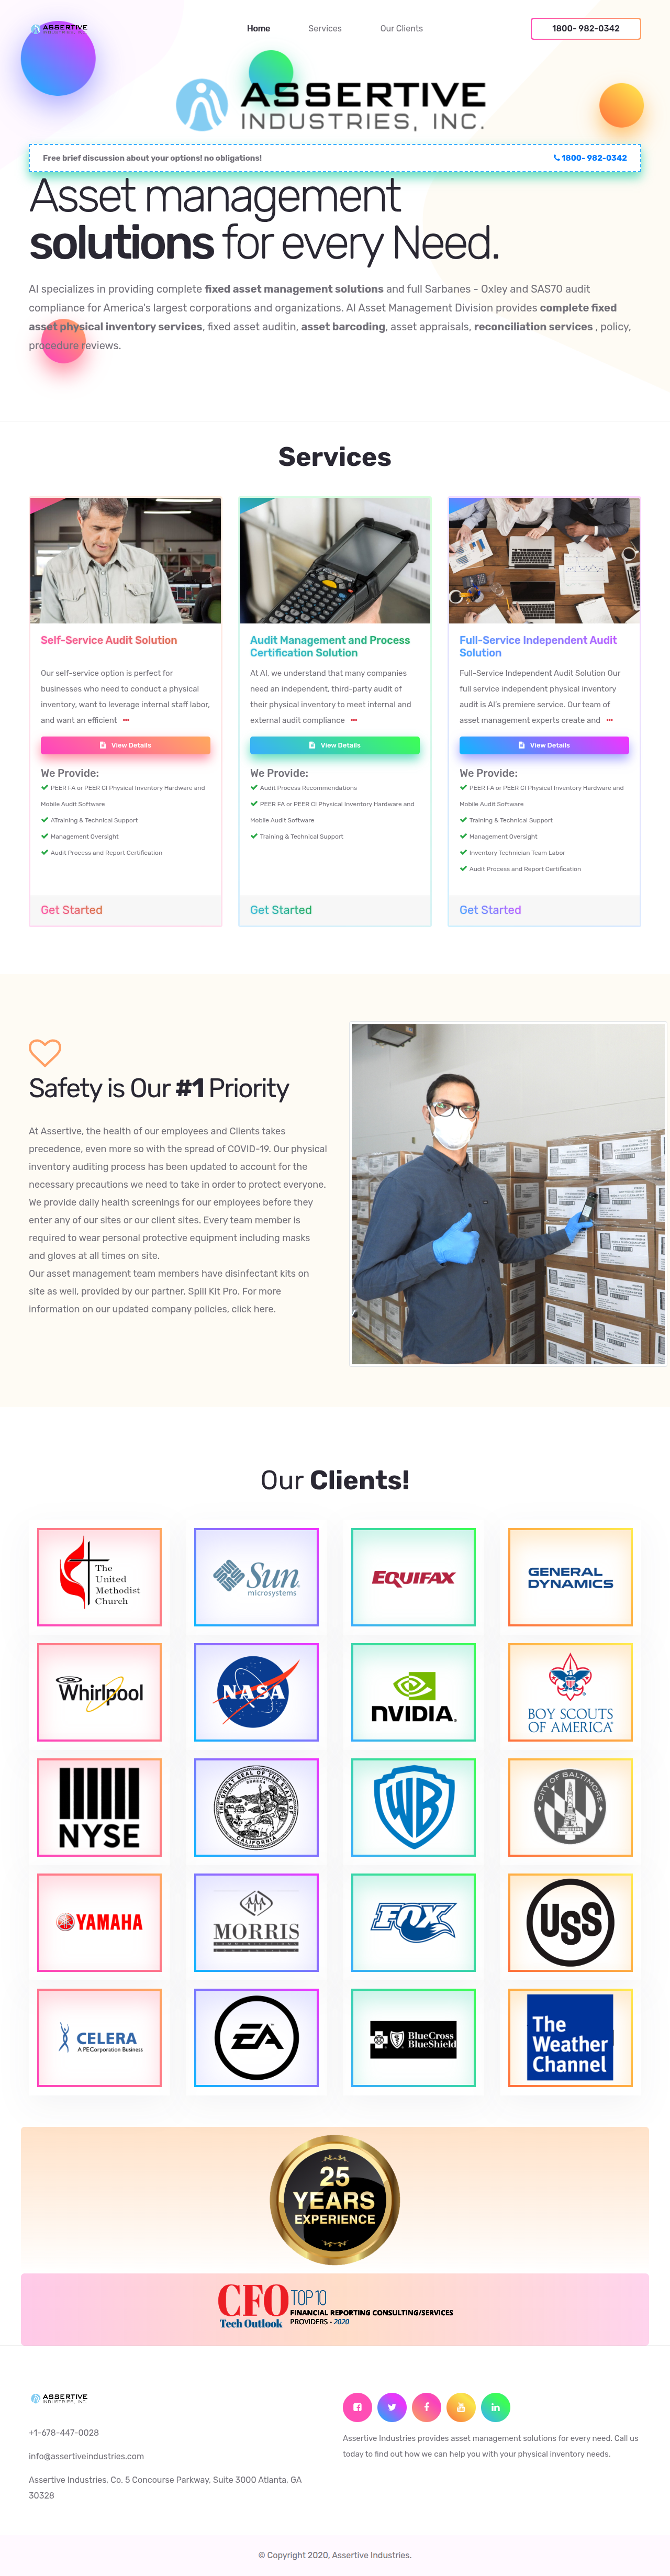 ASSERTIVE
INDUSTRIES, INC.
Home
Services
Our Clients
1800- 982-0342
ASSERTIVE
INDUSTRIES, INC.
Free brief discussion about your options! no obligations!
1800- 982-0342
Asset management
solutions for every Need.
AI specializes in providing complete fixed asset management solutions and full Sarbanes - Oxley and SAS70 audit
compliance for America's largest corporations and organizations. AI Asset Management Division provides complete fixed
asset physical inventory services, fixed asset auditin, asset barcoding, asset appraisals, reconciliation services , policy,
procedure reviews.
Services
Self-Service Audit Solution
Our self-service option is perfect for
businesses who need to conduct a physical
inventory, want to leverage internal staff labor,
and want an efficient •••
View Details
We Provide:
PEER FA or PEER CI Physical Inventory Hardware and
Mobile Audit Software
ATraining & Technical Support
Management Oversight
Audit Process and Report Certification
Get Started
Audit Management and Process
Certification Solution
At AI, we understand that many companies
need an independent, third-party audit of
their physical inventory to meet internal and
external audit compliance •••
View Details
We Provide:
Audit Process Recommendations
PEER FA or PEER CI Physical Inventory Hardware and
Mobile Audit Software
Training & Technical Support
Get Started
Full-Service Independent Audit
Solution
Full-Service Independent Audit Solution Our
full service independent physical inventory
audit is AI's premiere service. Our team of
asset management experts create and •••
View Details
We Provide:
PEER FA or PEER CI Physical Inventory Hardware and
Mobile Audit Software
Training & Technical Support
Management Oversight
Inventory Technician Team Labor
Audit Process and Report Certification
Get Started
Safety is Our #1 Priority
At Assertive, the health of our employees and Clients takes
precedence, even more so with the spread of COVID-19. Our physical
inventory auditing process has been updated to account for the
necessary precautions we need to take in order to protect everyone.
We provide daily health screenings for our employees before they
enter any of our sites or our client sites. Every team member is
required to wear personal protective equipment including masks
and gloves at all times on site.
Our asset management team members have disinfectant kits on
site as well, provided by our partner, Spill Kit Pro. For more
information on our updated company policies, click here.
Our Clients!
The
United
Methodist
Church
Sun
microsystems
EQUIFAX
GENERAL
DYNAMICS
Whirlpool
NASA
NVIDIA.
BOY SCOUTS
OF AMERICA®
NYSE
THE GREAT SEAL OF THE STATE OF CALIFORNIA
EUREKA
WB
CITY OF BALTIMORE
YAMAHA
MORRIS
FOX
USS
CELERA
A PE Corporation Business
EA
BlueCross
BlueShield
The
Weather
Channel
25
YEARS
EXPERIENCE
CFO
Tech Outlook
TOP 10
FINANCIAL REPORTING CONSULTING/SERVICES
PROVIDERS - 2020
ASSERTIVE
INDUSTRIES, INC.
+1-678-447-0028
info@assertiveindustries.com
Assertive Industries, Co. 5 Concourse Parkway, Suite 3000 Atlanta, GA
30328
Assertive Industries provides asset management solutions for every need. Call us
today to find out how we can help you with your physical inventory needs.
© Copyright 2020, Assertive Industries.